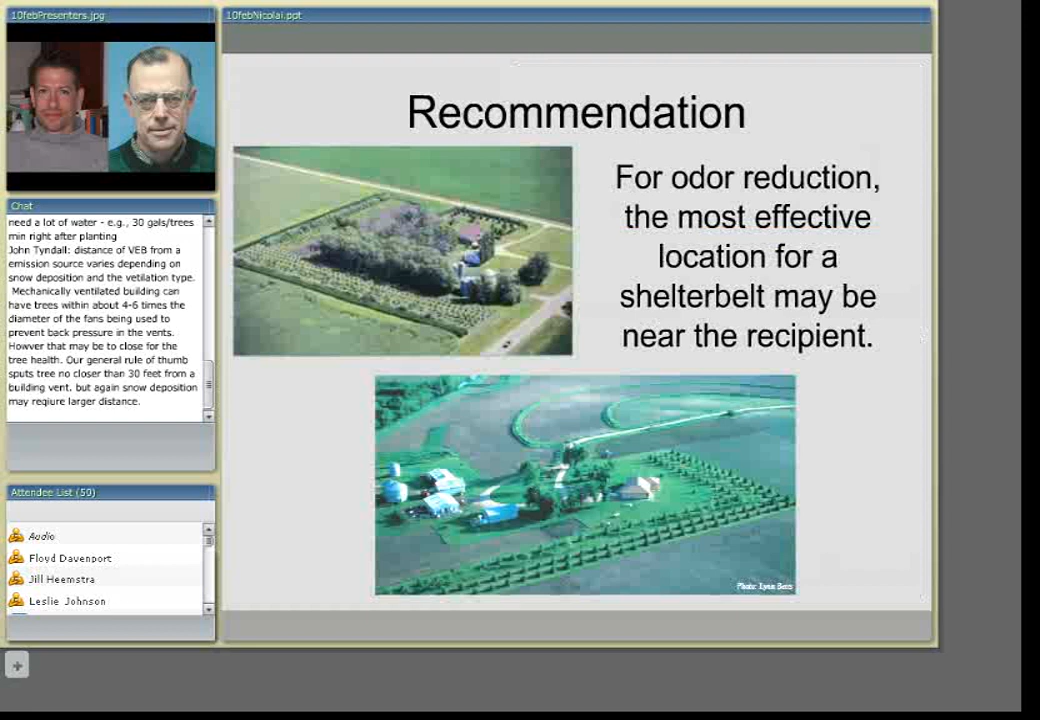 10febPresenters.jpg
10febNicolai.ppt
Recommendation
For odor reduction,
the most effective
location for a
shelterbelt may be
near the recipient.
Photo: Lynn Betts
Chat
need a lot of water - e.g., 30 gals/trees
min right after planting
John Tyndall: distance of VEB from a
emission source varies depending on
snow deposition and the vetilation type.
Mechanically ventilated building can
have trees within about 4-6 times the
diameter of the fans being used to
prevent back pressure in the vents.
Howver that may be to close for the
tree health. Our general rule of thumb
sputs tree no closer than 30 feet from a
building vent. but again snow deposition
may reqiure larger distance.
Attendee List (50)
Audio
Floyd Davenport
Jill Heemstra
Leslie Johnson